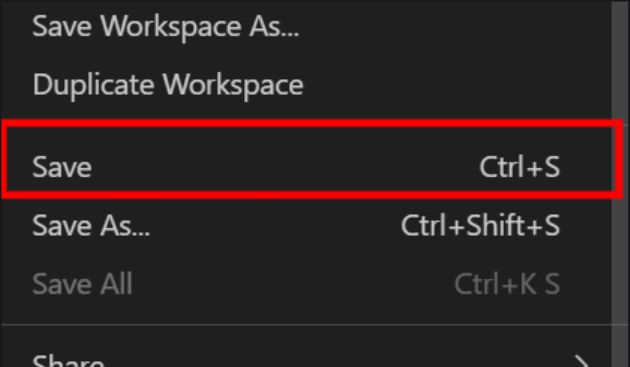 Save Workspace As...
Duplicate Workspace
Save Ctrl+S
Save As... Ctrl+Shift+S
Save All Ctrl+K S
Share